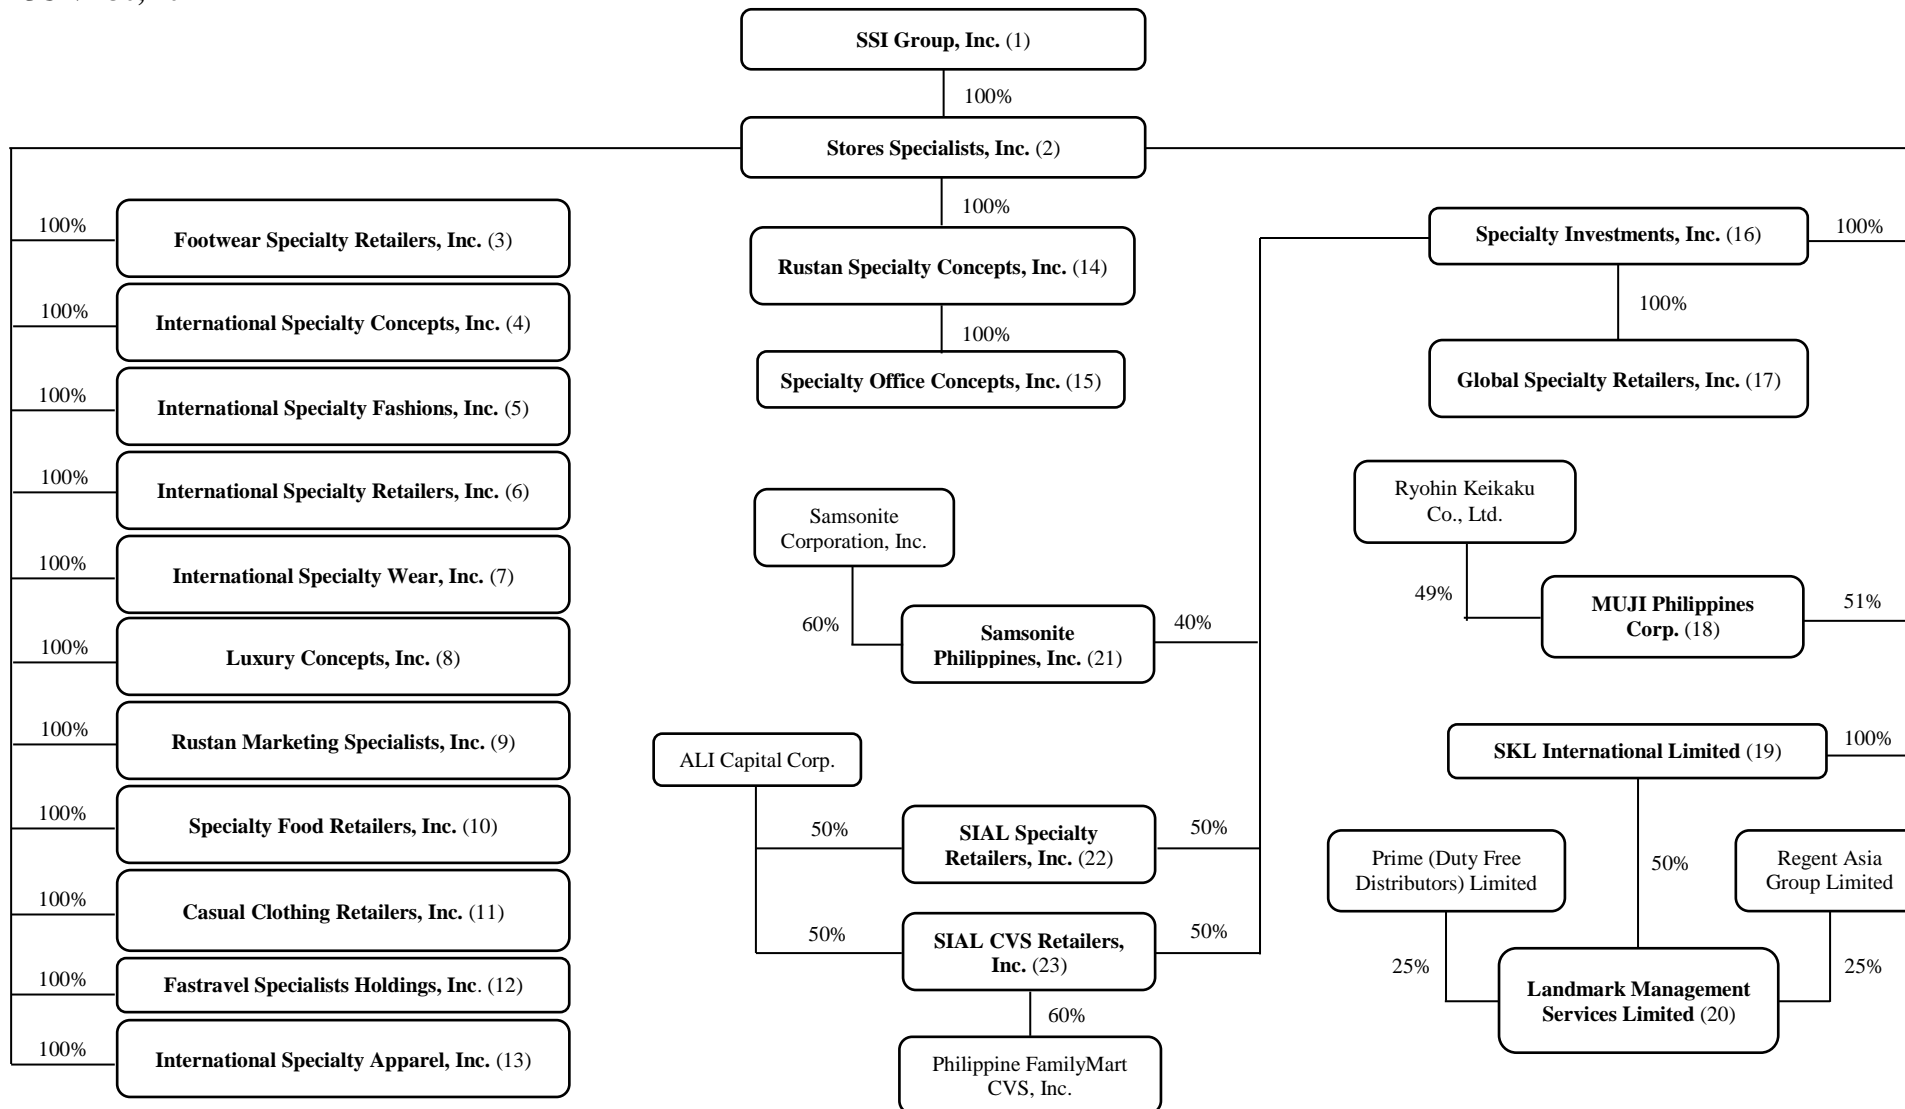 SSI Group, Inc. (1)
100%
Stores Specialists, Inc. (2)
100%
Footwear Specialty Retailers, Inc. (3)
100%
International Specialty Concepts, Inc. (4)
100%
International Specialty Fashions, Inc. (5)
100%
International Specialty Retailers, Inc. (6)
100%
International Specialty Wear, Inc. (7)
100%
Luxury Concepts, Inc. (8)
100%
Rustan Marketing Specialists, Inc. (9)
100%
Specialty Food Retailers, Inc. (10)
100%
Casual Clothing Retailers, Inc. (11)
100%
Fastravel Specialists Holdings, Inc. (12)
100%
International Specialty Apparel, Inc. (13)
100%
Rustan Specialty Concepts, Inc. (14)
100%
Specialty Office Concepts, Inc. (15)
Samsonite
Corporation, Inc.
60%
Samsonite
Philippines, Inc. (21)
40%
ALI Capital Corp.
50%
SIAL Specialty
Retailers, Inc. (22)
50%
50%
SIAL CVS Retailers,
Inc. (23)
50%
60%
Philippine FamilyMart
CVS, Inc.
Specialty Investments, Inc. (16)
100%
100%
Global Specialty Retailers, Inc. (17)
Ryohin Keikaku
Co., Ltd.
49%
MUJI Philippines
Corp. (18)
51%
SKL International Limited (19)
100%
Prime (Duty Free
Distributors) Limited
50%
Regent Asia
Group Limited
25%
Landmark Management
Services Limited (20)
25%